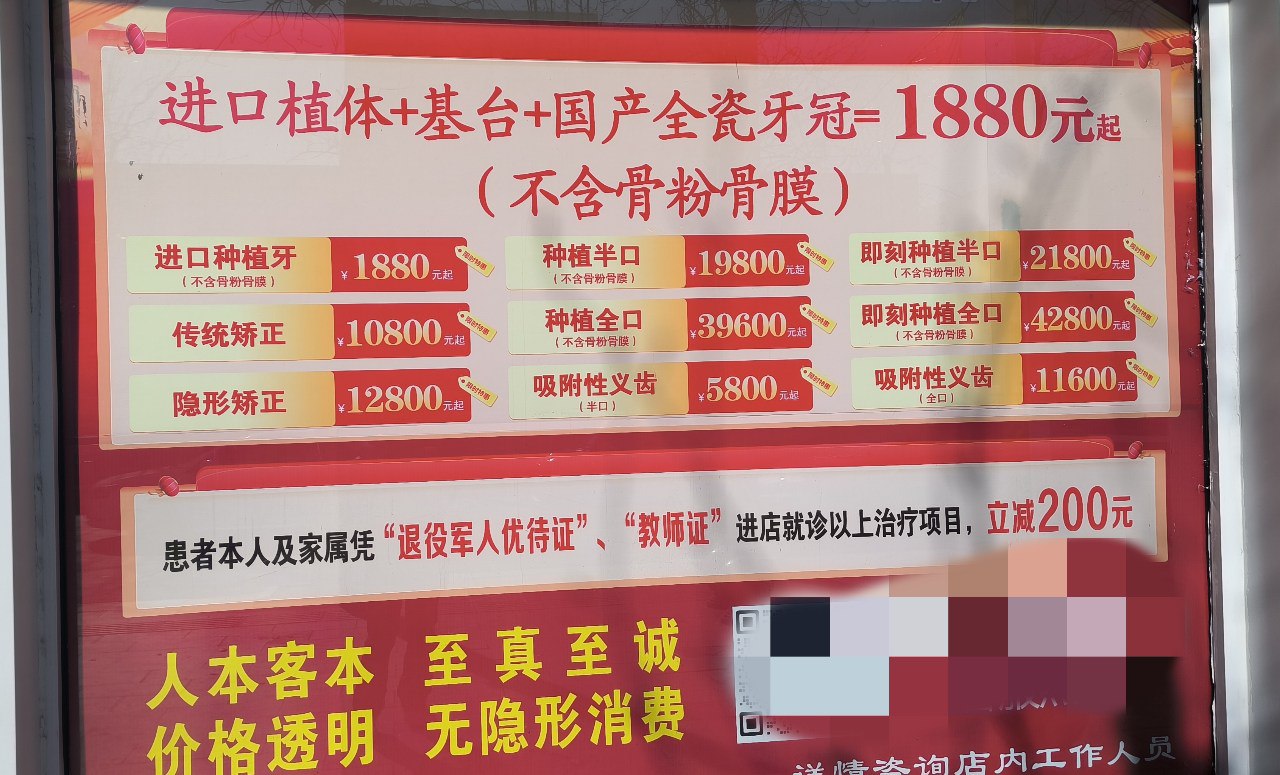 进口植体+基台+国产全瓷牙冠=1880元起
（不含骨粉骨膜）
进口种植牙
（不含骨粉骨膜）
¥1880元起
限时特惠
种植半口
（不含骨粉骨膜）
¥19800元起
限时特惠
即刻种植半口
（不含骨粉骨膜）
¥21800元起
限时特惠
传统矫正
¥10800元起
限时特惠
种植全口
（不含骨粉骨膜）
¥39600元起
限时特惠
即刻种植全口
（不含骨粉骨膜）
¥42800元起
限时特惠
隐形矫正
¥12800元起
限时特惠
吸附性义齿
（半口）
¥5800元起
限时特惠
吸附性义齿
（全口）
¥11600元起
限时特惠
患者本人及家属凭“退役军人优待证”、“教师证”进店就诊以上治疗项目，立减200元
人本客本 至真至诚
价格透明 无隐形消费
详情咨询店内工作人员